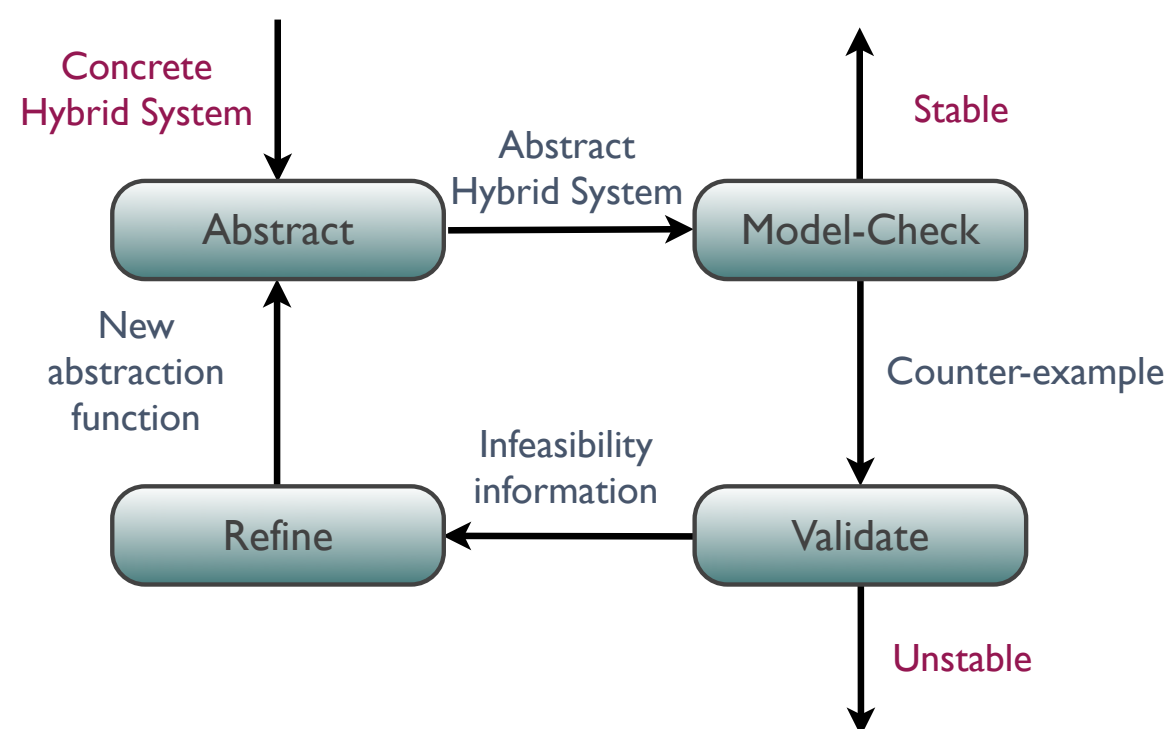 Concrete
Hybrid System
Stable
Abstract
Hybrid System
Abstract
Model-Check
New
abstraction
function
Counter-example
Infeasibility
information
Refine
Validate
Unstable